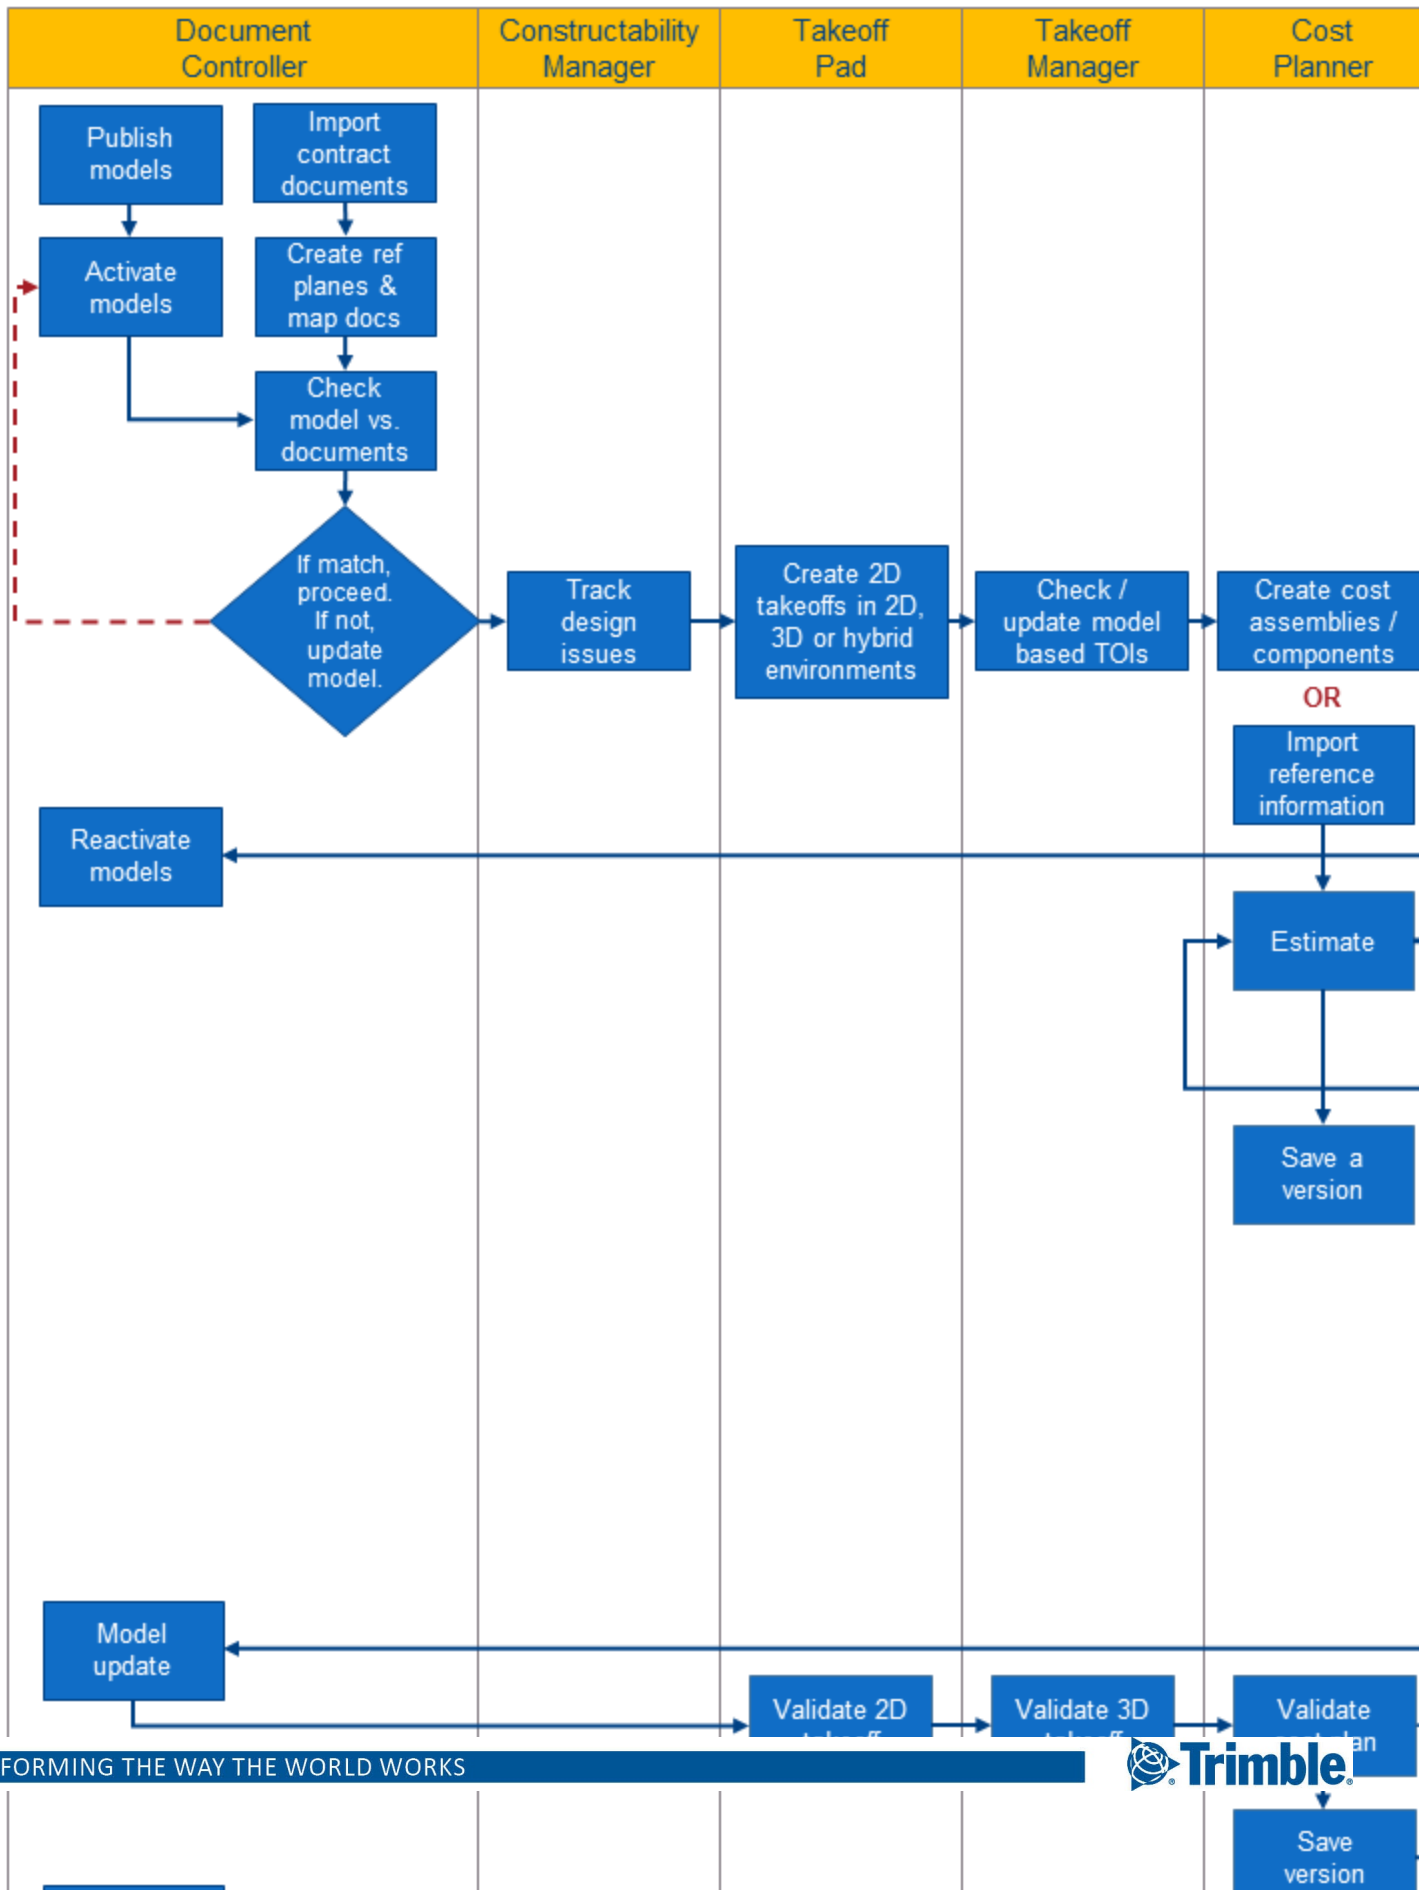 Document
Controller
Constructability
Manager
Takeoff
Pad
Takeoff
Manager
Cost
Planner
Publish
models
Import
contract
documents
Activate
models
Create ref
planes &
map docs
Check
model vs.
documents
If match,
proceed.
If not,
update
model.
Track
design
issues
Create 2D
takeoffs in 2D,
3D or hybrid
environments
Check /
update model
based TOIs
Create cost
assemblies /
components
OR
Import
reference
information
Reactivate
models
Estimate
Save a
version
Model
update
Validate 2D
Validate 3D
Validate
FORMING THE WAY THE WORLD WORKS
Trimble
Save
version